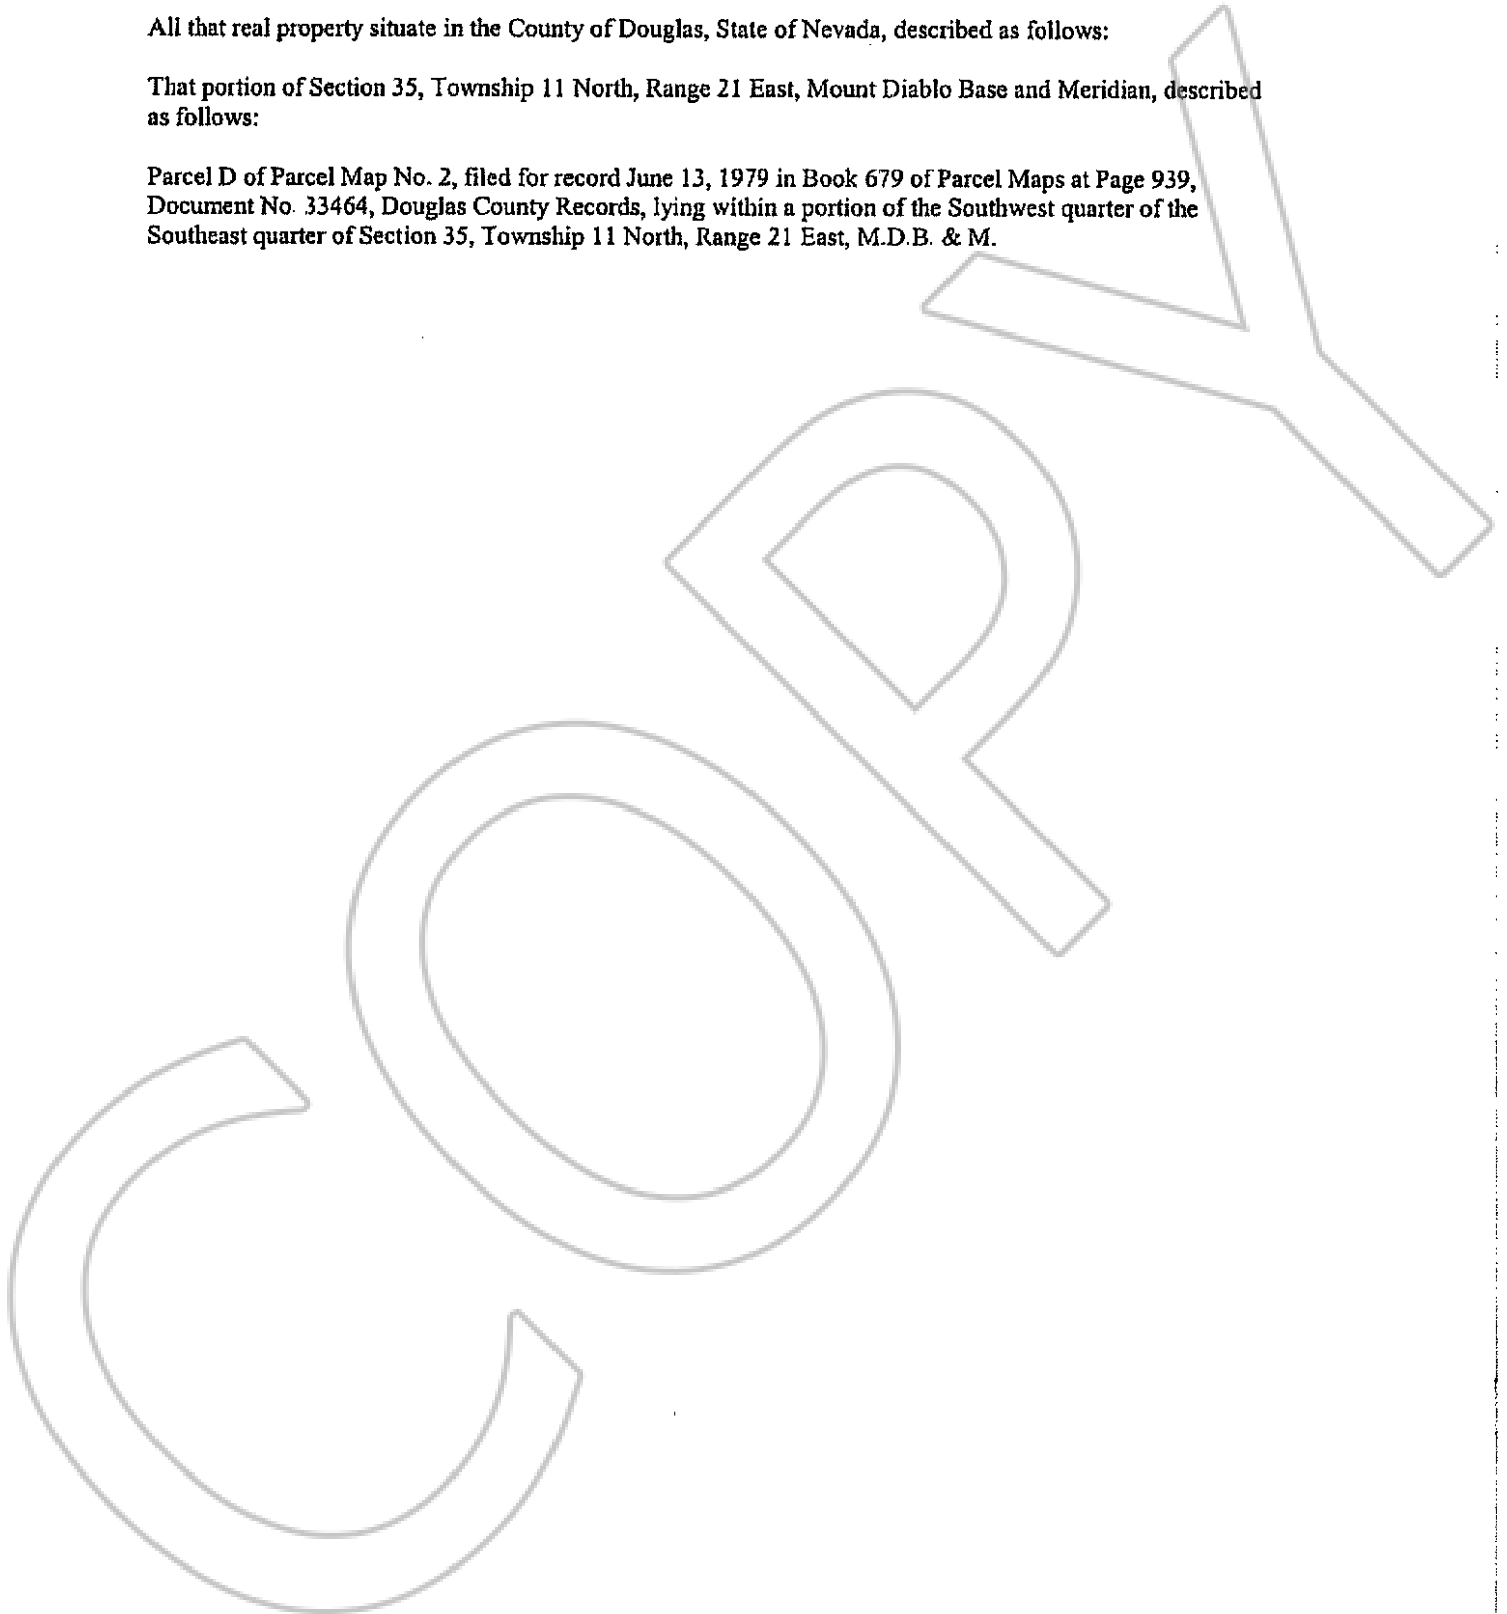 All that real property situate in the County of Douglas, State of Nevada, described as follows:
That portion of Section 35, Township 11 North, Range 21 East, Mount Diablo Base and Meridian, described
as follows:
Parcel D of Parcel Map No. 2, filed for record June 13, 1979 in Book 679 of Parcel Maps at Page 939,
Document No. 33464, Douglas County Records, lying within a portion of the Southwest quarter of the
Southeast quarter of Section 35, Township 11 North, Range 21 East, M.D.B. & M.
COPY